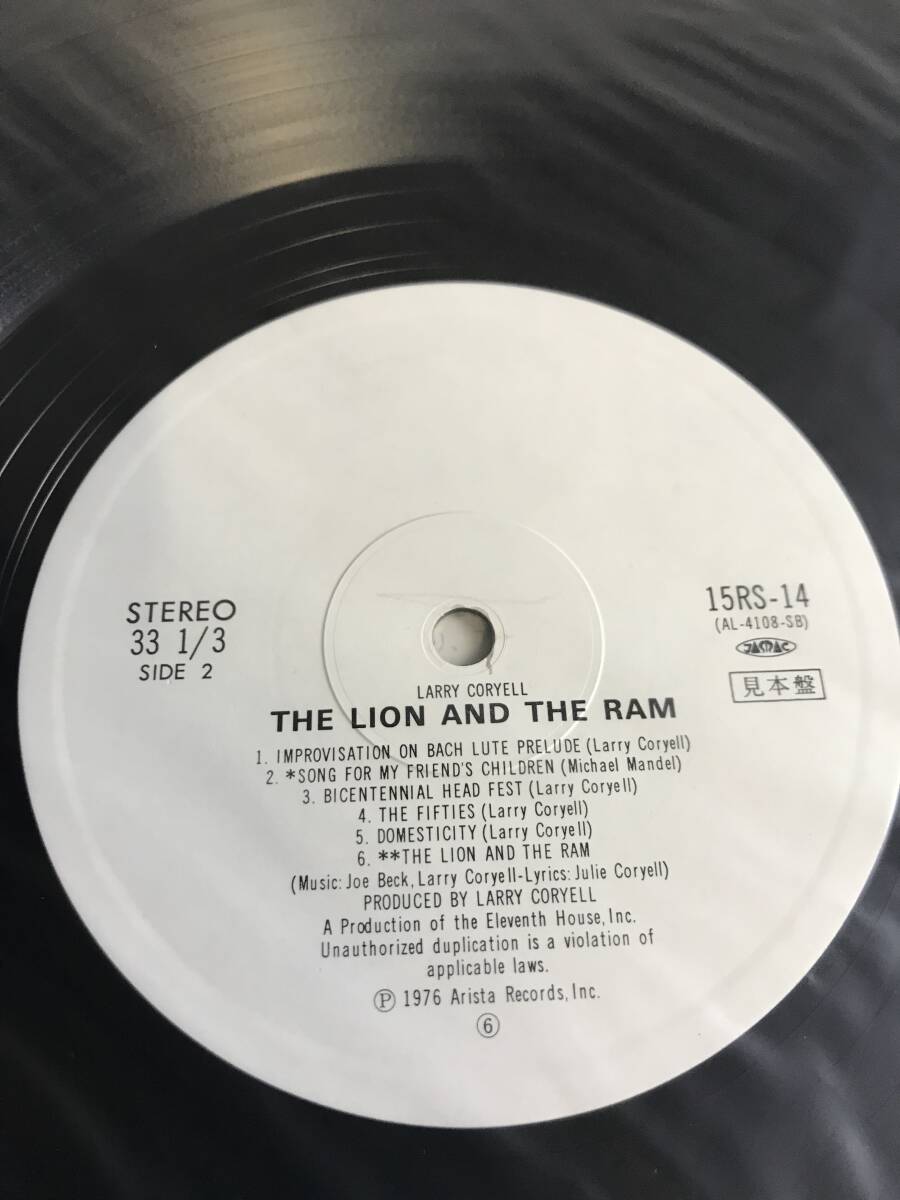 STEREO
33 1/3
SIDE 2
15RS-14
(AL-4108-SB)
JASRAC
見本盤
LARRY CORYELL
THE LION AND THE RAM
1. IMPROVISATION ON BACH LUTE PRELUDE (Larry Coryell)
2. *SONG FOR MY FRIEND'S CHILDREN (Michael Mandel)
3. BICENTENNIAL HEAD FEST (Larry Coryell)
4. THE FIFTIES (Larry Coryell)
5. DOMESTICITY (Larry Coryell)
6. **THE LION AND THE RAM
(Music: Joe Beck, Larry Coryell-Lyrics: Julie Coryell)
PRODUCED BY LARRY CORYELL
A Production of the Eleventh House, Inc.
Unauthorized duplication is a violation of
applicable laws.
Ⓟ 1976 Arista Records, Inc.
⑥